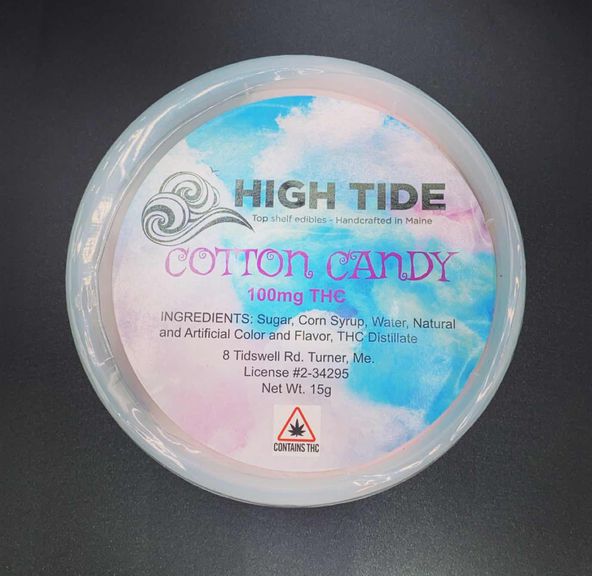 HIGH TIDE
Top shelf edibles - Handcrafted in Maine
COTTON CANDY
100mg THC
INGREDIENTS: Sugar, Corn Syrup, Water, Natural
and Artificial Color and Flavor, THC Distillate
8 Tidswell Rd. Turner, Me.
License #2-34295
Net Wt. 15g
CONTAINS THC